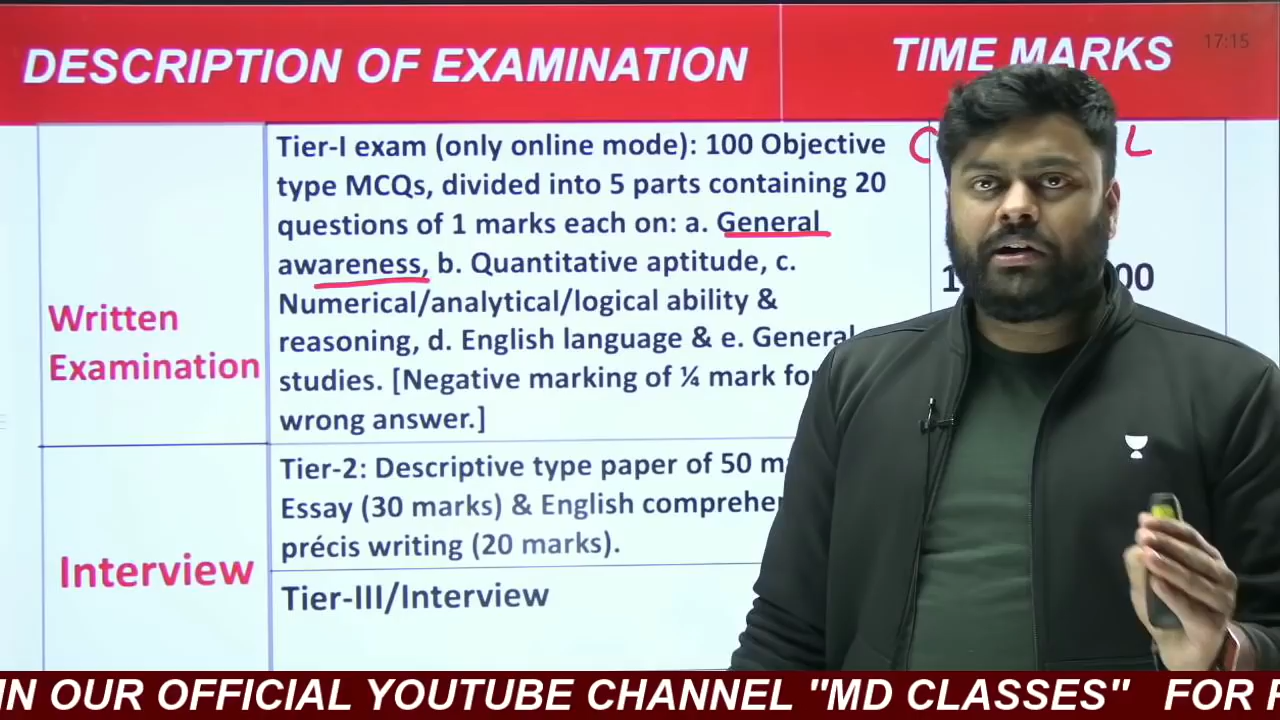 DESCRIPTION OF EXAMINATION
TIME MARKS
17:15
Written
Examination
Tier-I exam (only online mode): 100 Objective
type MCQs, divided into 5 parts containing 20
questions of 1 marks each on: a. General
awareness, b. Quantitative aptitude, c.
Numerical/analytical/logical ability &
reasoning, d. English language & e. General
studies. [Negative marking of ¼ mark for
wrong answer.]
C L
Interview
Tier-2: Descriptive type paper of 50
Essay (30 marks) & English
précis writing (20 marks).
Tier-III/Interview
IN OUR OFFICIAL YOUTUBE CHANNEL "MD CLASSES" FOR